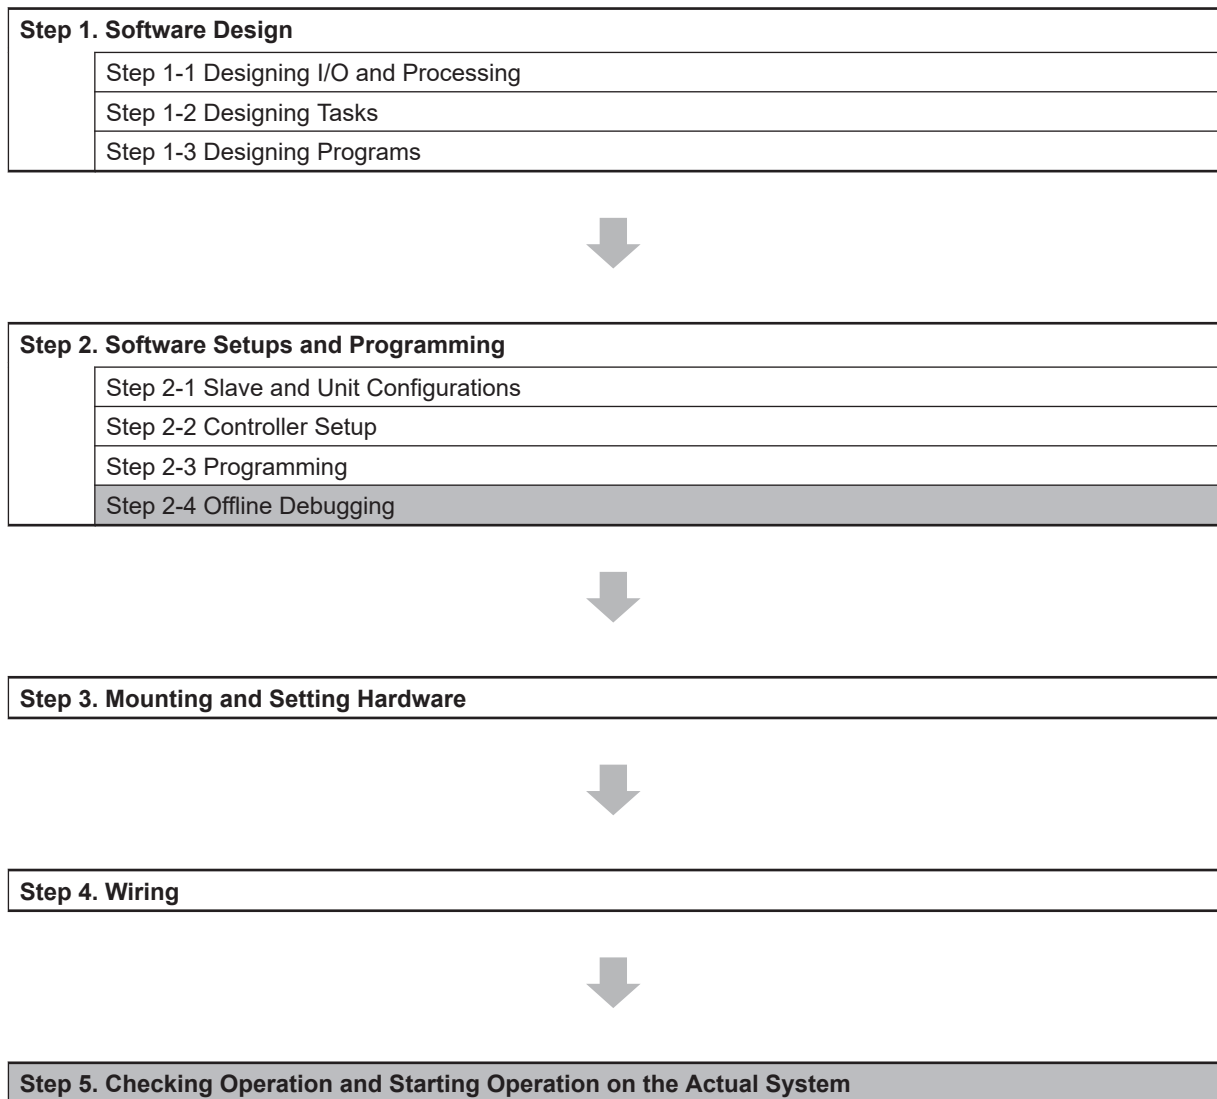 Step 1. Software Design
Step 1-1 Designing I/O and Processing
Step 1-2 Designing Tasks
Step 1-3 Designing Programs
Step 2. Software Setups and Programming
Step 2-1 Slave and Unit Configurations
Step 2-2 Controller Setup
Step 2-3 Programming
Step 2-4 Offline Debugging
Step 3. Mounting and Setting Hardware
Step 4. Wiring
Step 5. Checking Operation and Starting Operation on the Actual System